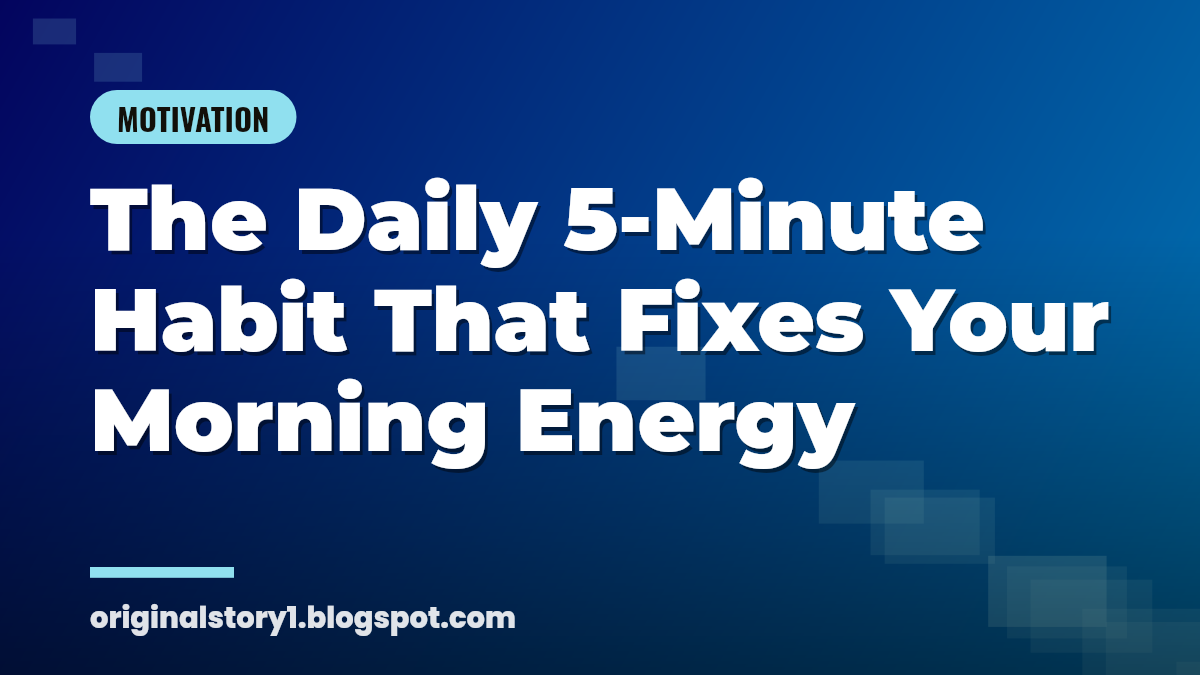 MOTIVATION
The Daily 5-Minute
Habit That Fixes Your
Morning Energy
originalstory1.blogspot.com